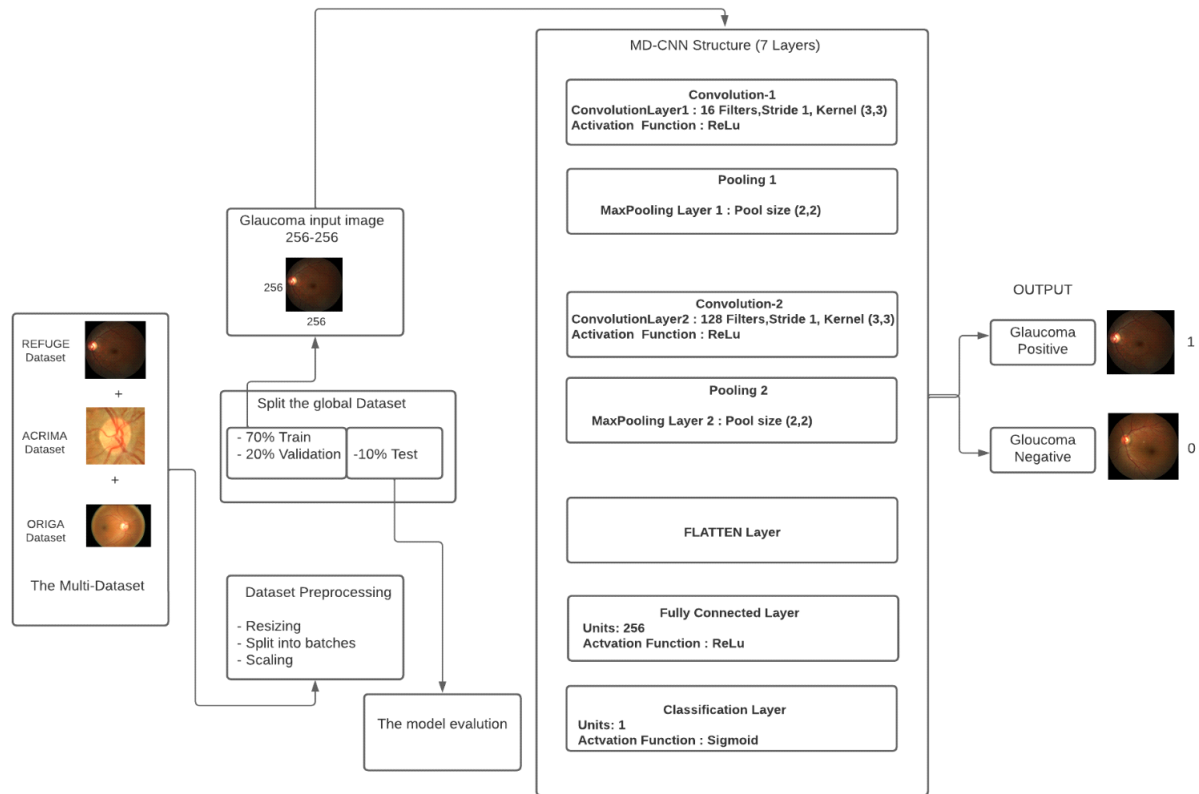 REFUGE
Dataset
+
ACRIMA
Dataset
+
ORIGA
Dataset
The Multi-Dataset
Glaucoma input image
256-256
256
256
Split the global Dataset
- 70% Train
- 20% Validation
-10% Test
Dataset Preprocessing
- Resizing
- Split into batches
- Scaling
The model evalution
MD-CNN Structure (7 Layers)
Convolution-1
ConvolutionLayer1 : 16 Filters,Stride 1, Kernel (3,3)
Activation Function : ReLu
Pooling 1
MaxPooling Layer 1 : Pool size (2,2)
Convolution-2
ConvolutionLayer2 : 128 Filters,Stride 1, Kernel (3,3)
Activation Function : ReLu
Pooling 2
MaxPooling Layer 2 : Pool size (2,2)
FLATTEN Layer
Fully Connected Layer
Units: 256
Actvation Function : ReLu
Classification Layer
Units: 1
Actvation Function : Sigmoid
OUTPUT
Glaucoma
Positive
1
Gloucoma
Negative
0